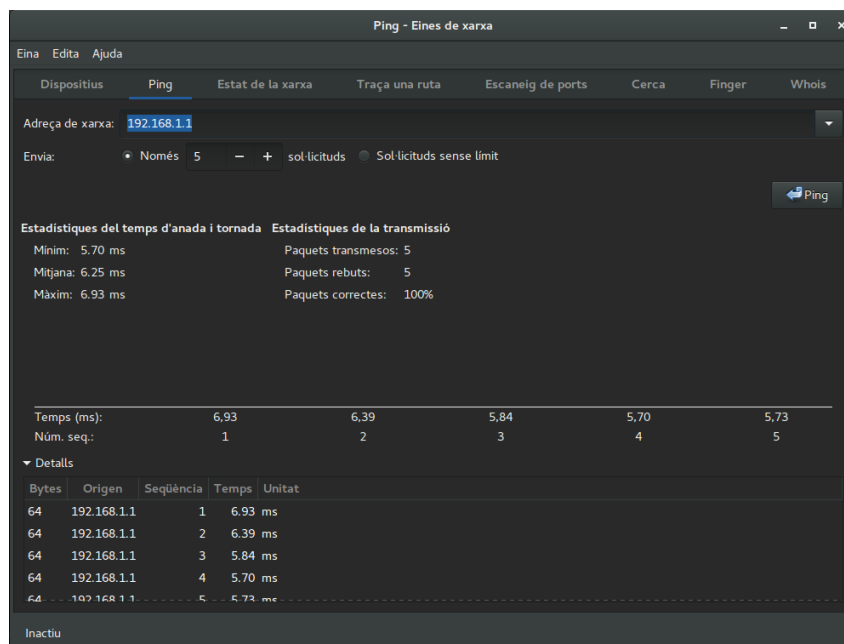 Ping - Eines de xarxa
Eina Edita Ajuda
Dispositius Ping Estat de la xarxa Traça una ruta Escaneig de ports Cerca Finger Whois
Adreça de xarxa: 192.168.1.1
Envia: Només 5 − + sol·licituds Sol·licituds sense límit
Ping
Estadístiques del temps d'anada i tornada Estadístiques de la transmissió
Mínim: 5.70 ms Paquets transmesos: 5
Mitjana: 6.25 ms Paquets rebuts: 5
Màxim: 6.93 ms Paquets correctes: 100%
Temps (ms): 6,93 6,39 5,84 5,70 5,73
Núm. seq.: 1 2 3 4 5
Detalls
Bytes Origen Seqüència Temps Unitat
64 192.168.1.1 1 6.93 ms
64 192.168.1.1 2 6.39 ms
64 192.168.1.1 3 5.84 ms
64 192.168.1.1 4 5.70 ms
64 192.168.1.1 5 5.73 ms
Inactiu